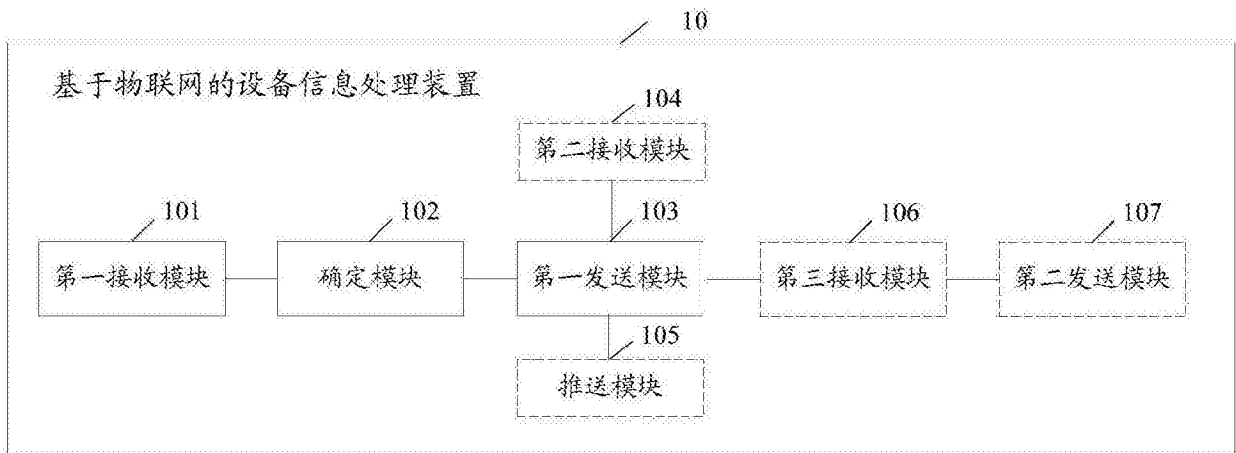 10
基于物联网的设备信息处理装置
104
第二接收模块
101
102
103
106
107
第一接收模块
确定模块
第一发送模块
第三接收模块
第二发送模块
105
推送模块